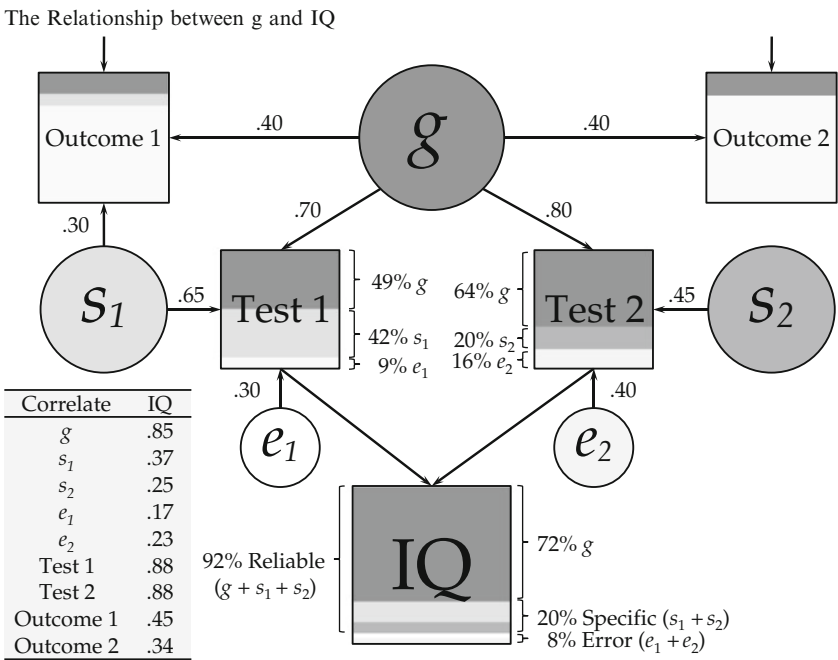 The Relationship between g and IQ
Outcome 1
.40
g
.40
Outcome 2
.30
.70
.80
s1
.65
Test 1
49% g
42% s1
9% e1
64% g
20% s2
16% e2
Test 2
.45
s2
.30
e1
.40
e2
Correlate IQ
g .85
s1 .37
s2 .25
e1 .17
e2 .23
Test 1 .88
Test 2 .88
Outcome 1 .45
Outcome 2 .34
92% Reliable
(g + s1 + s2)
IQ
72% g
20% Specific (s1 + s2)
8% Error (e1 + e2)